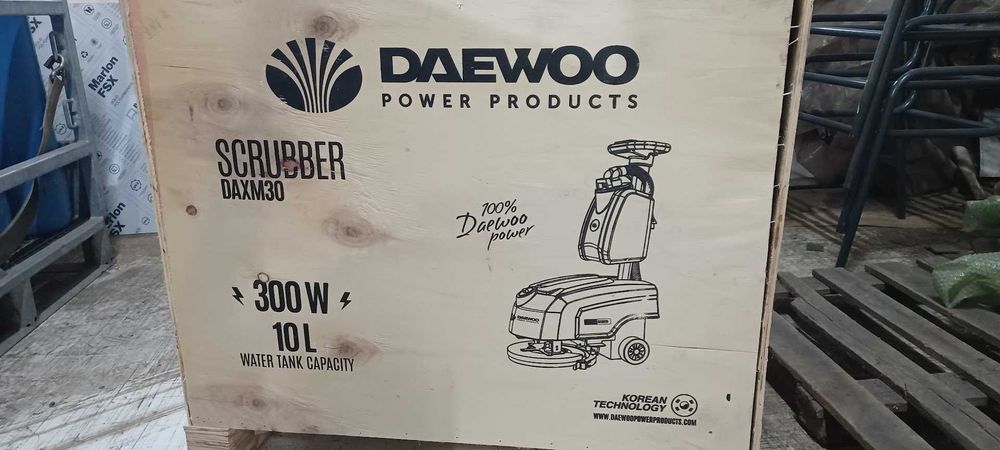 DAEWOO
POWER PRODUCTS
SCRUBBER
DAXM30
100%
Daewoo
power
300 W
10 L
WATER TANK CAPACITY
DAEWOO
KOREAN
TECHNOLOGY
WWW.DAEWOOPOWERPRODUCTS.COM
Marlon
FSX
Marlon
FSX